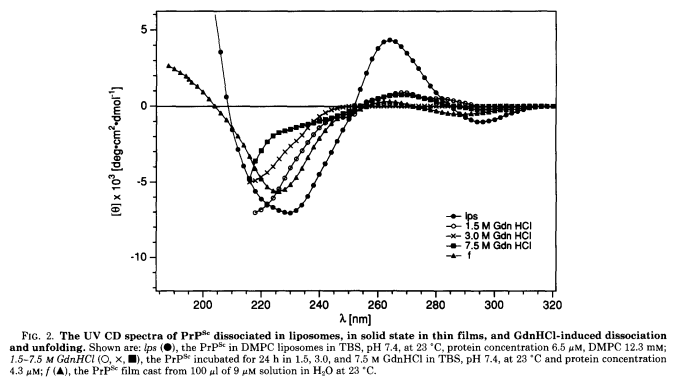 5
0
-5
-10
[θ] x 10³ [deg•cm²•dmol⁻¹]
lps
1.5 M Gdn HCl
3.0 M Gdn HCl
7.5 M Gdn HCl
f
200 220 240 260 280 300 320
λ [nm]
FIG. 2. The UV CD spectra of PrPSc dissociated in liposomes, in solid state in thin films, and GdnHCl-induced dissociation
and unfolding. Shown are: lps (●), the PrPSc in DMPC liposomes in TBS, pH 7.4, at 23 °C, protein concentration 6.5 μM, DMPC 12.3 mM;
1.5–7.5 M GdnHCl (○, ×, ■), the PrPSc incubated for 24 h in 1.5, 3.0, and 7.5 M GdnHCl in TBS, pH 7.4, at 23 °C and protein concentration
4.3 μM; f (▲), the PrPSc film cast from 100 μl of 9 μM solution in H₂O at 23 °C.